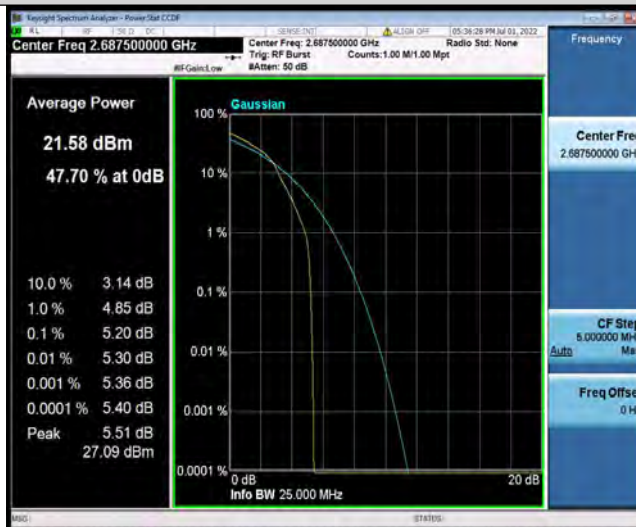 Keysight Spectrum Analyzer - Power Stat CCDF
RL RF 50 Ω DC SENSE:INT ALIGN OFF 05:36:28 PM Jul 01, 2022
Center Freq 2.687500000 GHz
Center Freq: 2.687500000 GHz Radio Std: None
Trig: RF Burst Counts:1.00 M/1.00 Mpt
#IFGain:Low #Atten: 50 dB
Frequency
Average Power
21.58 dBm
47.70 % at 0dB
10.0 % 3.14 dB
1.0 % 4.85 dB
0.1 % 5.20 dB
0.01 % 5.30 dB
0.001 % 5.36 dB
0.0001 % 5.40 dB
Peak 5.51 dB
27.09 dBm
Gaussian
100 %
10 %
1 %
0.1 %
0.01 %
0.001 %
0.0001 %
0 dB 20 dB
Info BW 25.000 MHz
Center Fre
2.687500000 GH
CF Step
5.000000 MH
Auto Ma
Freq Offse
0 H
MSG STATUS